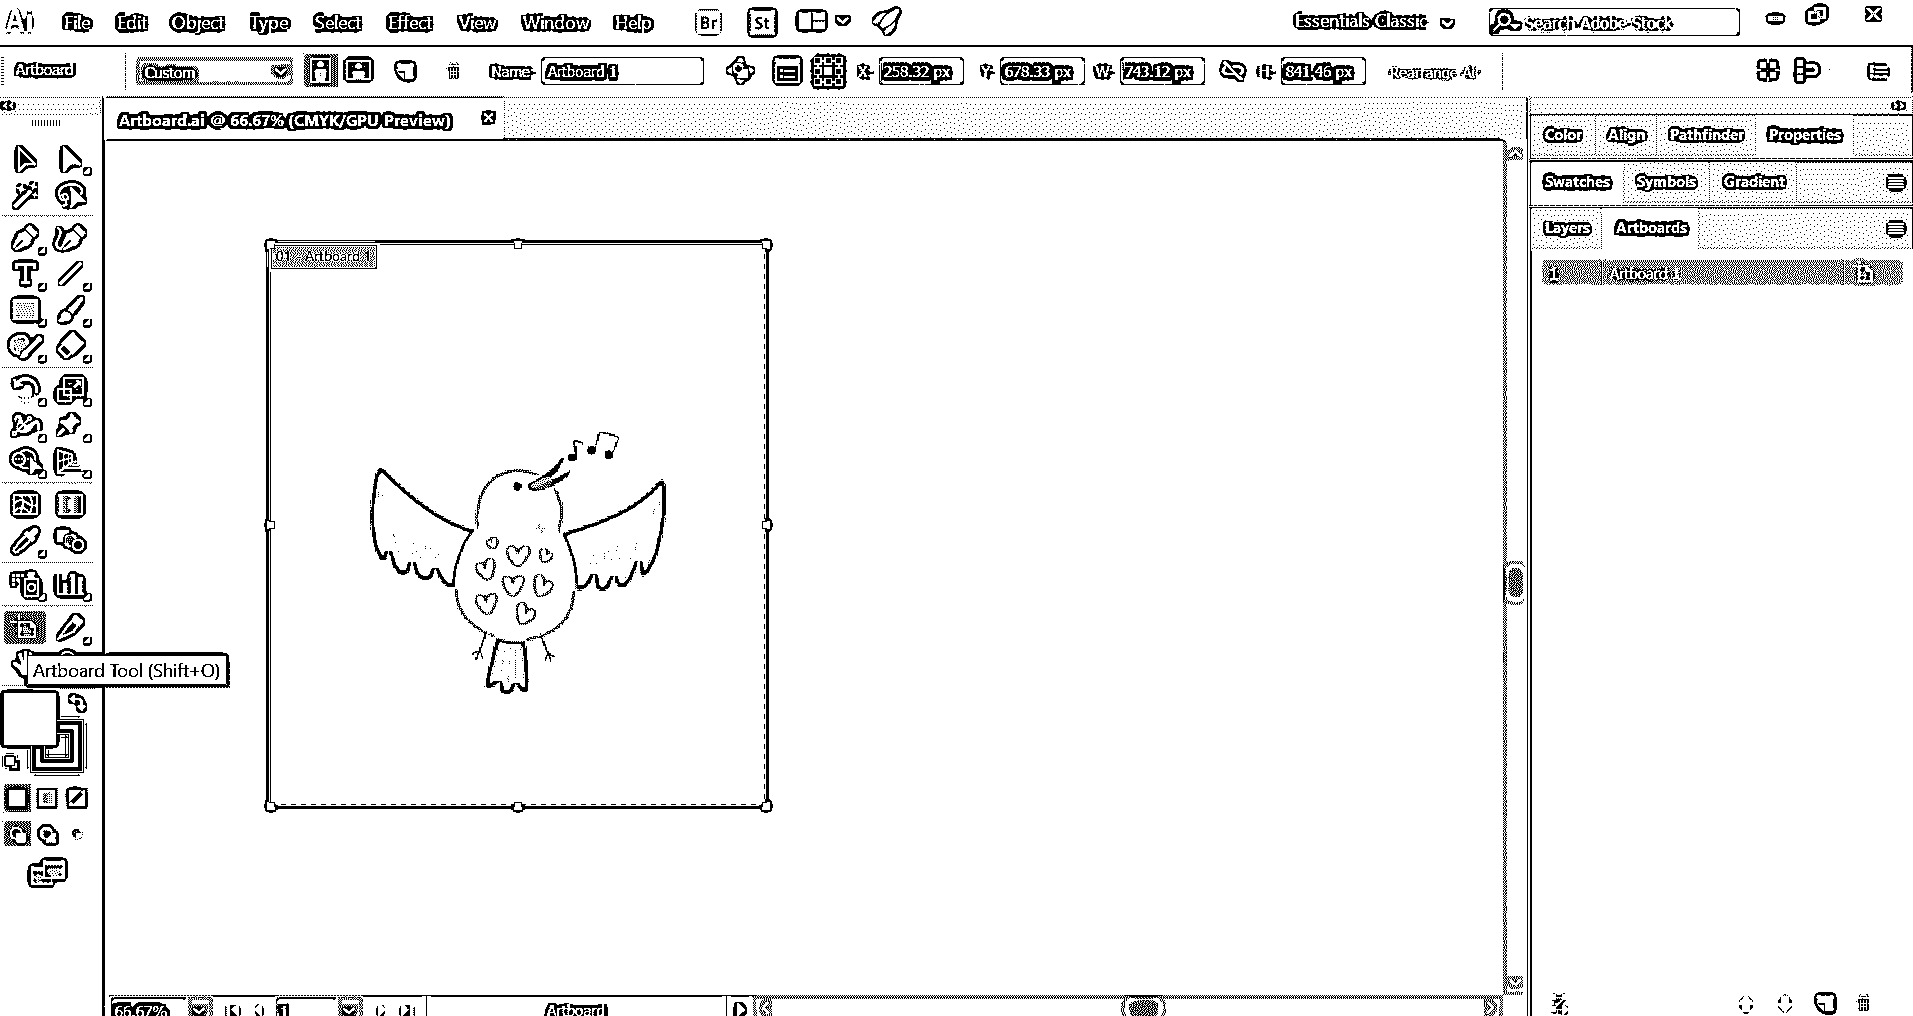 Ai File Edit Object Type Select Effect View Window Help Br St Essentials Classic Search Adobe Stock
Artboard Custom Name: Artboard 1 X: 258.32 px Y: 678.33 px W: 743.12 px H: 841.46 px Rearrange All
Artboard.ai @ 66.67% (CMYK/GPU Preview)
Color Align Pathfinder Properties
Swatches Symbols Gradient
Layers Artboards
01 - Artboard 1
1 Artboard 1
Artboard Tool (Shift+O)
66.67% 1 Artboard